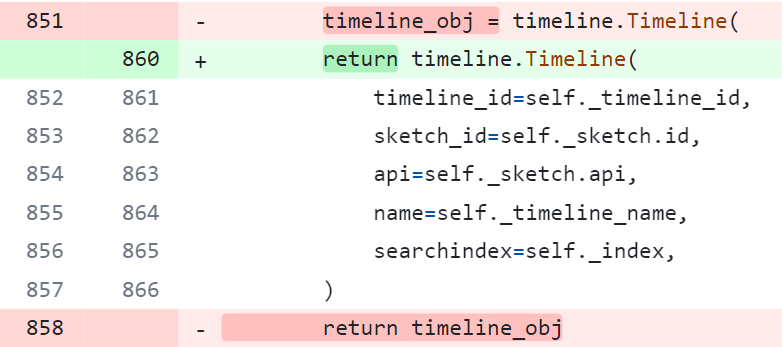 851 - timeline_obj = timeline.Timeline(
860 + return timeline.Timeline(
852 861 timeline_id=self._timeline_id,
853 862 sketch_id=self._sketch.id,
854 863 api=self._sketch.api,
855 864 name=self._timeline_name,
856 865 searchindex=self._index,
857 866 )
858 - return timeline_obj